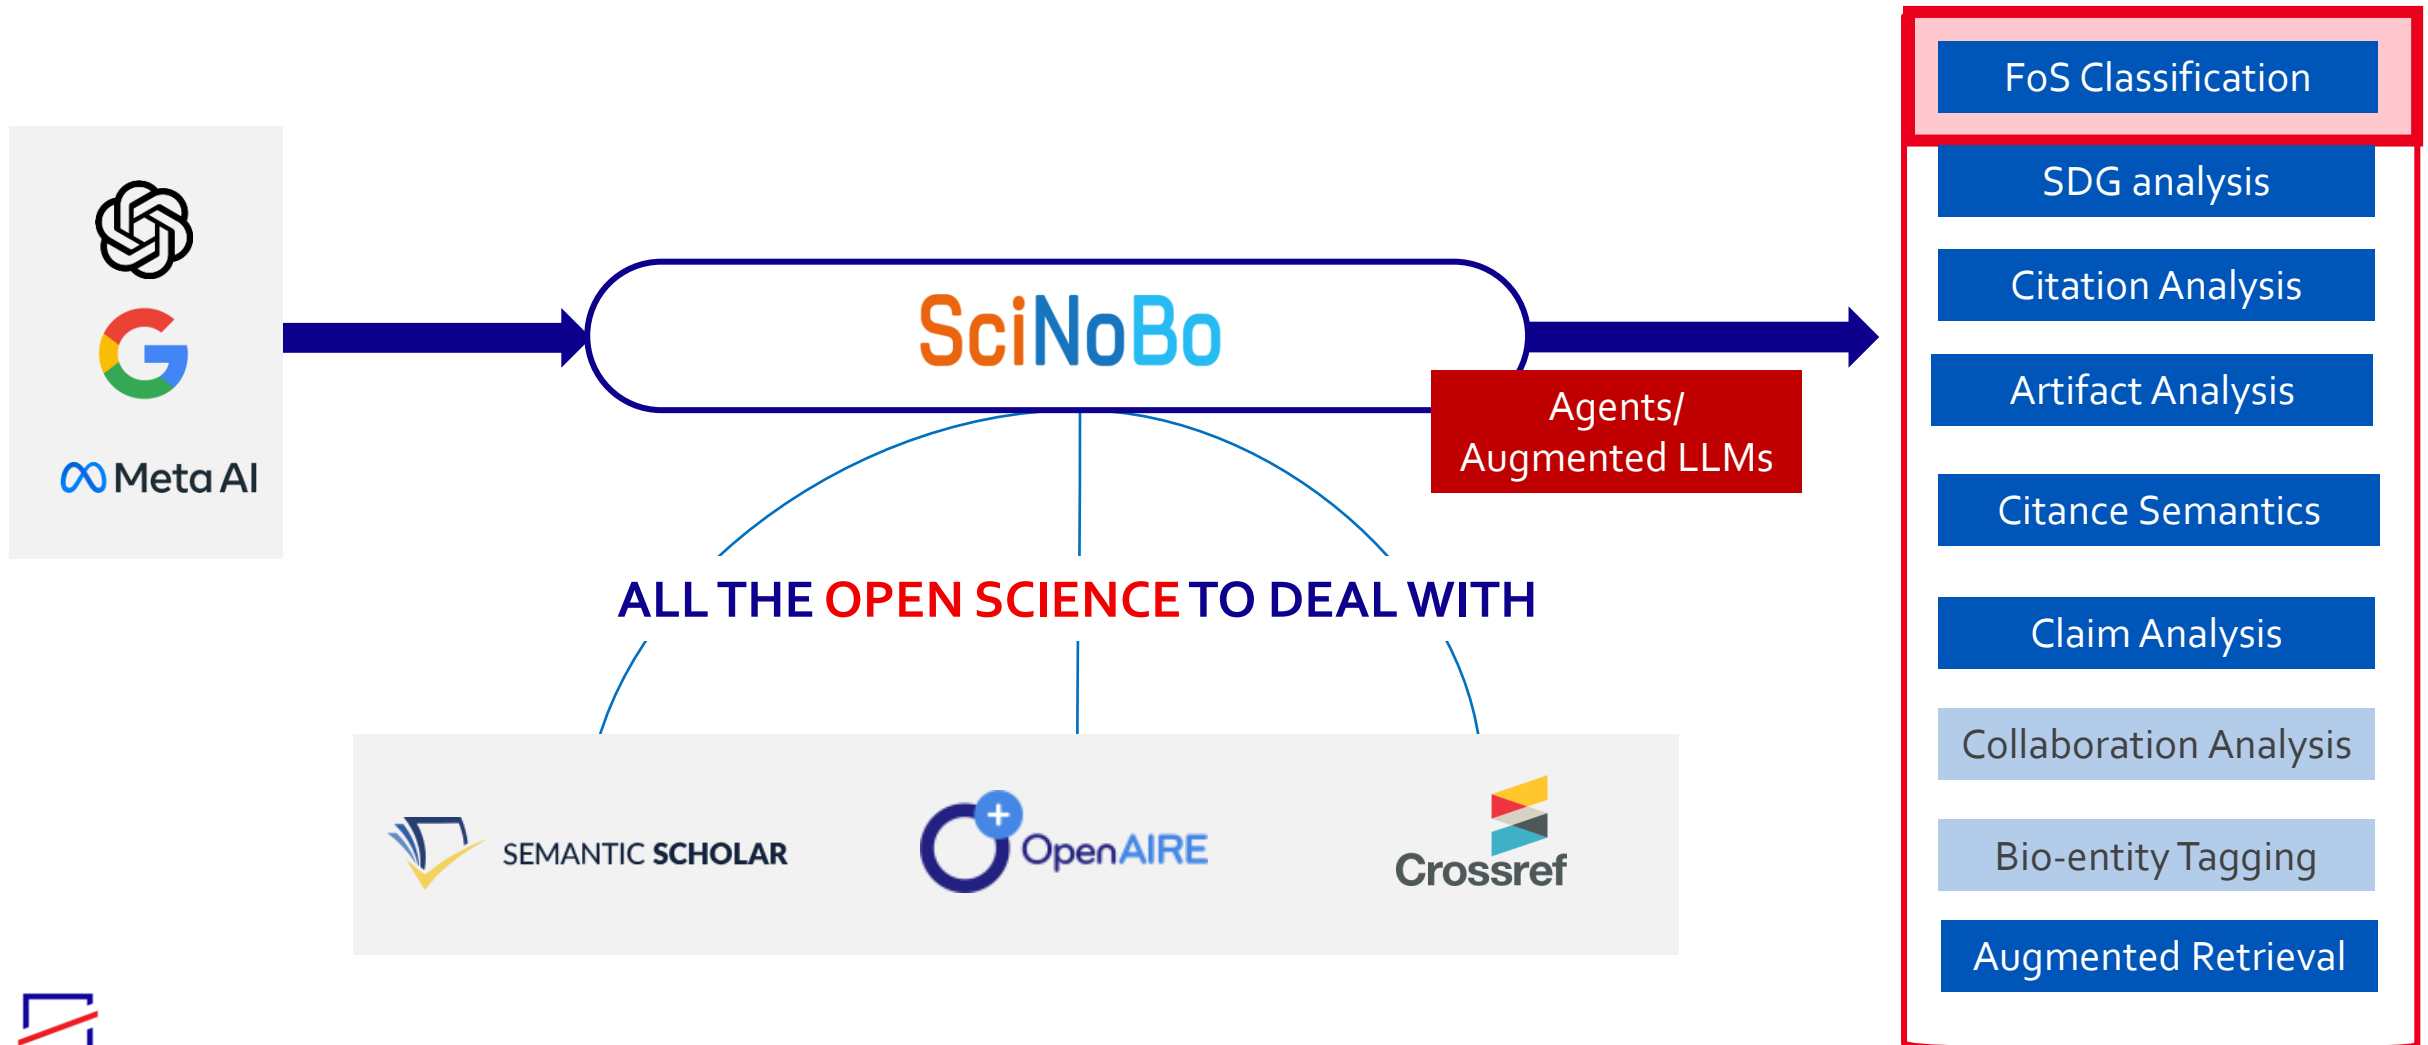 Meta AI
SciNoBo
Agents/
Augmented LLMs
ALL THE OPEN SCIENCE TO DEAL WITH
SEMANTIC SCHOLAR
OpenAIRE
Crossref
FoS Classification
SDG analysis
Citation Analysis
Artifact Analysis
Citance Semantics
Claim Analysis
Collaboration Analysis
Bio-entity Tagging
Augmented Retrieval